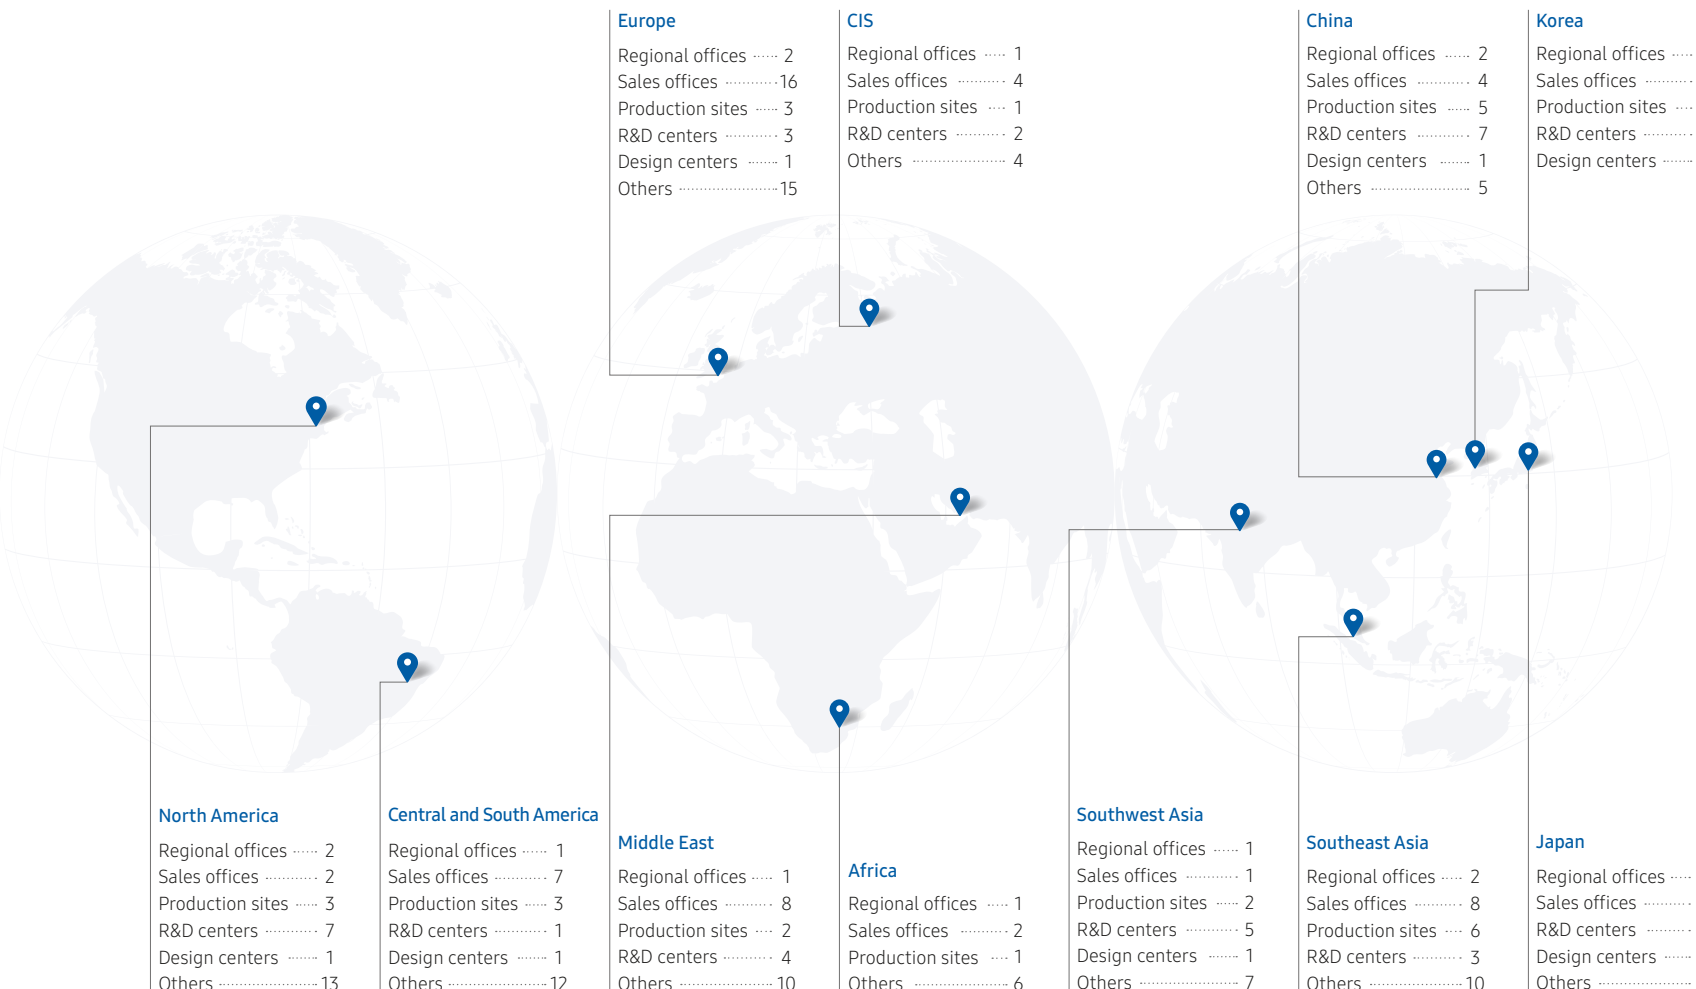 Europe
Regional offices 2
Sales offices 16
Production sites 3
R&D centers 3
Design centers 1
Others 15
CIS
Regional offices 1
Sales offices 4
Production sites 1
R&D centers 2
Others 4
China
Regional offices 2
Sales offices 4
Production sites 5
R&D centers 7
Design centers 1
Others 5
Korea
Regional offices
Sales offices
Production sites
R&D centers
Design centers
North America
Regional offices 2
Sales offices 2
Production sites 3
R&D centers 7
Design centers 1
Others 13
Central and South America
Regional offices 1
Sales offices 7
Production sites 3
R&D centers 1
Design centers 1
Others 12
Middle East
Regional offices 1
Sales offices 8
Production sites 2
R&D centers 4
Others 10
Africa
Regional offices 1
Sales offices 2
Production sites 1
Others 6
Southwest Asia
Regional offices 1
Sales offices 1
Production sites 2
R&D centers 5
Design centers 1
Others 7
Southeast Asia
Regional offices 2
Sales offices 8
Production sites 6
R&D centers 3
Others 10
Japan
Regional offices
Sales offices
R&D centers
Design centers
Others